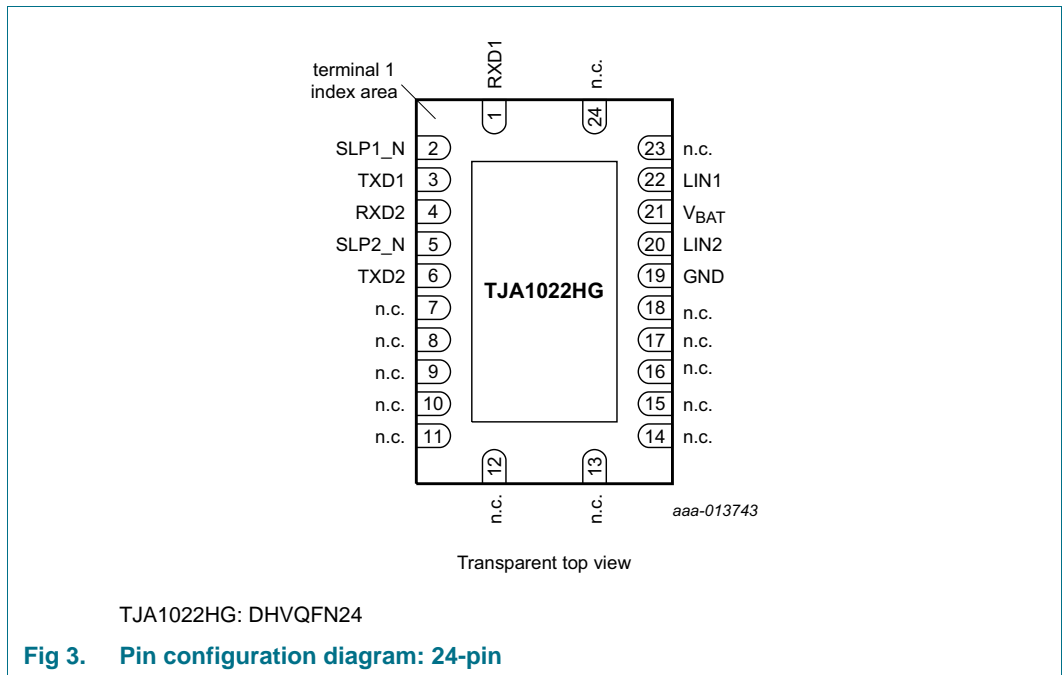 terminal 1
index area
RXD1
n.c.
1
24
SLP1_N 2
23 n.c.
TXD1 3
22 LIN1
RXD2 4
21 VBAT
SLP2_N 5
20 LIN2
TXD2 6
19 GND
TJA1022HG
n.c. 7
18 n.c.
n.c. 8
17 n.c.
n.c. 9
16 n.c.
n.c. 10
15 n.c.
n.c. 11
14 n.c.
12
13
n.c.
n.c.
aaa-013743
Transparent top view
TJA1022HG: DHVQFN24
Fig 3. Pin configuration diagram: 24-pin